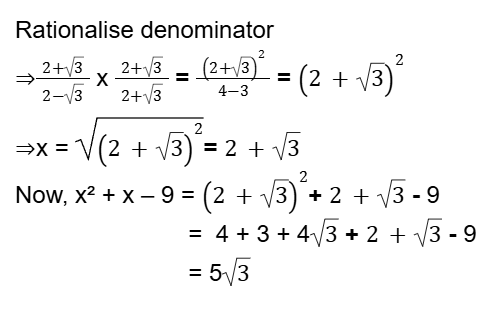 Rationalise denominator
⇒(2+√3)/(2−√3) x (2+√3)/(2+√3) = (2+√3)²/(4−3) = (2 + √3)²
⇒x = √((2 + √3)²) = 2 + √3
Now, x² + x – 9 = (2 + √3)² + 2 + √3 - 9
= 4 + 3 + 4√3 + 2 + √3 - 9
= 5√3